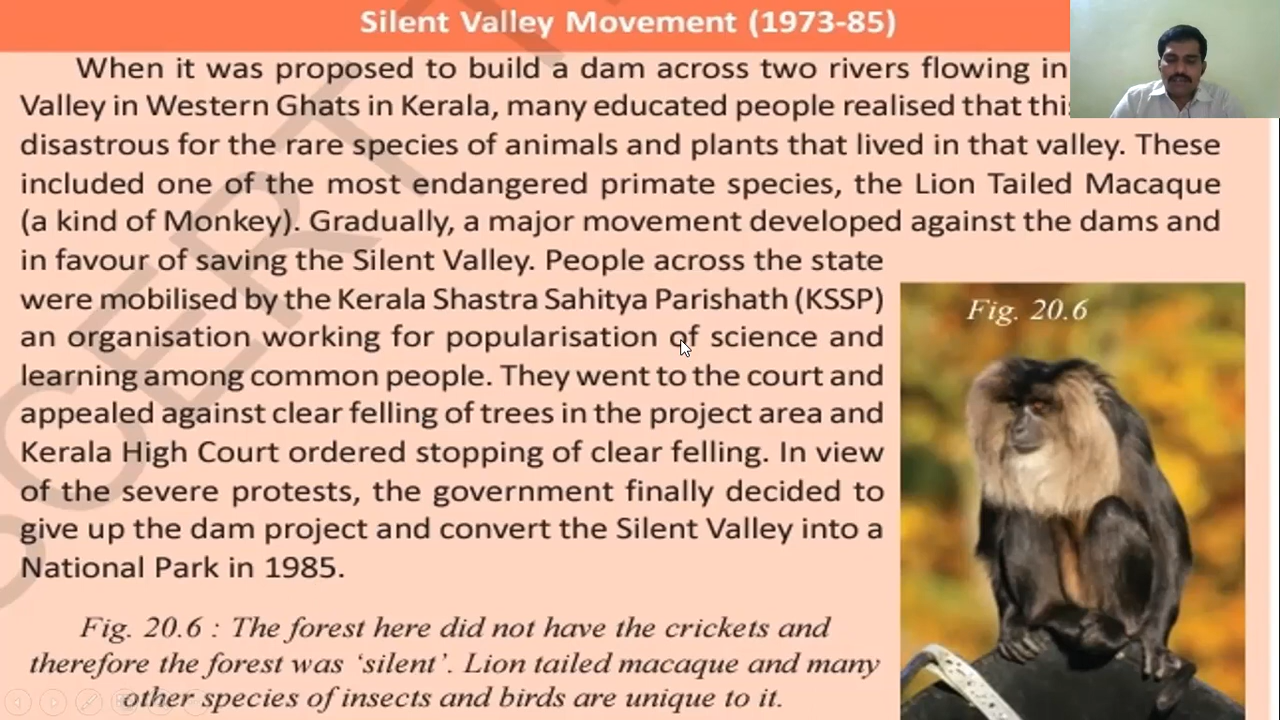 Silent Valley Movement (1973-85)
When it was proposed to build a dam across two rivers flowing in
Valley in Western Ghats in Kerala, many educated people realised that this
disastrous for the rare species of animals and plants that lived in that valley. These
included one of the most endangered primate species, the Lion Tailed Macaque
(a kind of Monkey). Gradually, a major movement developed against the dams and
in favour of saving the Silent Valley. People across the state
were mobilised by the Kerala Shastra Sahitya Parishath (KSSP)
an organisation working for popularisation of science and
learning among common people. They went to the court and
appealed against clear felling of trees in the project area and
Kerala High Court ordered stopping of clear felling. In view
of the severe protests, the government finally decided to
give up the dam project and convert the Silent Valley into a
National Park in 1985.
Fig. 20.6
Fig. 20.6 : The forest here did not have the crickets and
therefore the forest was ‘silent’. Lion tailed macaque and many
other species of insects and birds are unique to it.